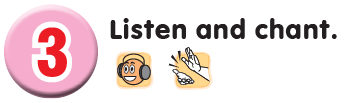 3 Listen and chant.